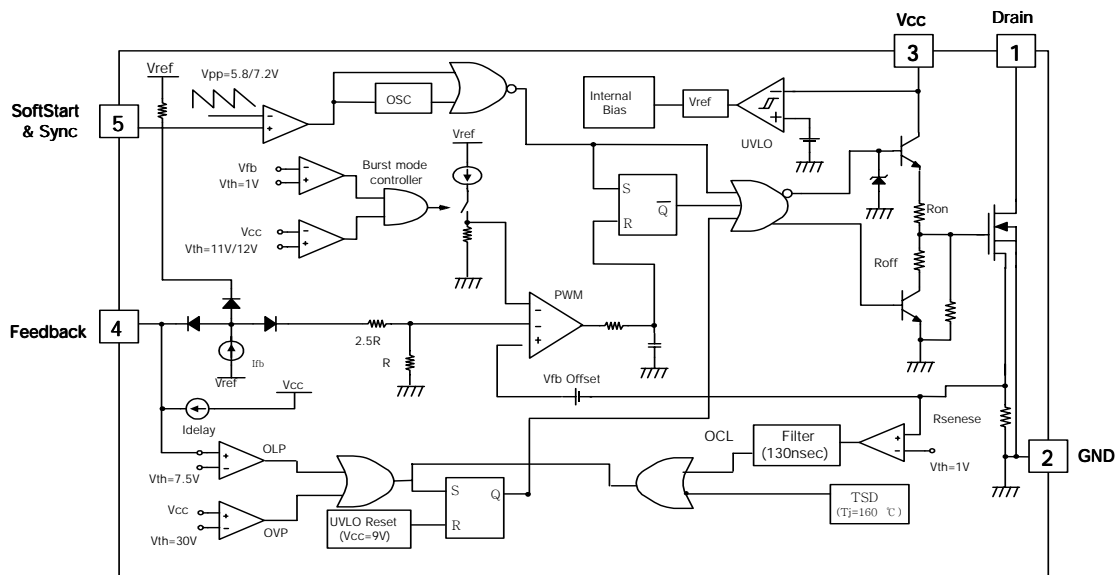 Vcc
Drain
3
1
Vref
Vpp=5.8/7.2V
SoftStart
& Sync
5
OSC
Internal
Bias
Vref
UVLO
Vref
Vfb
Vth=1V
Burst mode
controller
Vcc
Vth=11V/12V
S
R
Q
Ron
Roff
PWM
Feedback
4
2.5R
R
Ifb
Vref
Vcc
Idelay
Vfb Offset
Rsenese
OCL
Filter
(130nsec)
Vth=1V
2
GND
OLP
Vth=7.5V
Vcc
Vth=30V
OVP
UVLO Reset
(Vcc=9V)
S
R
Q
TSD
(Tj=160 ℃)